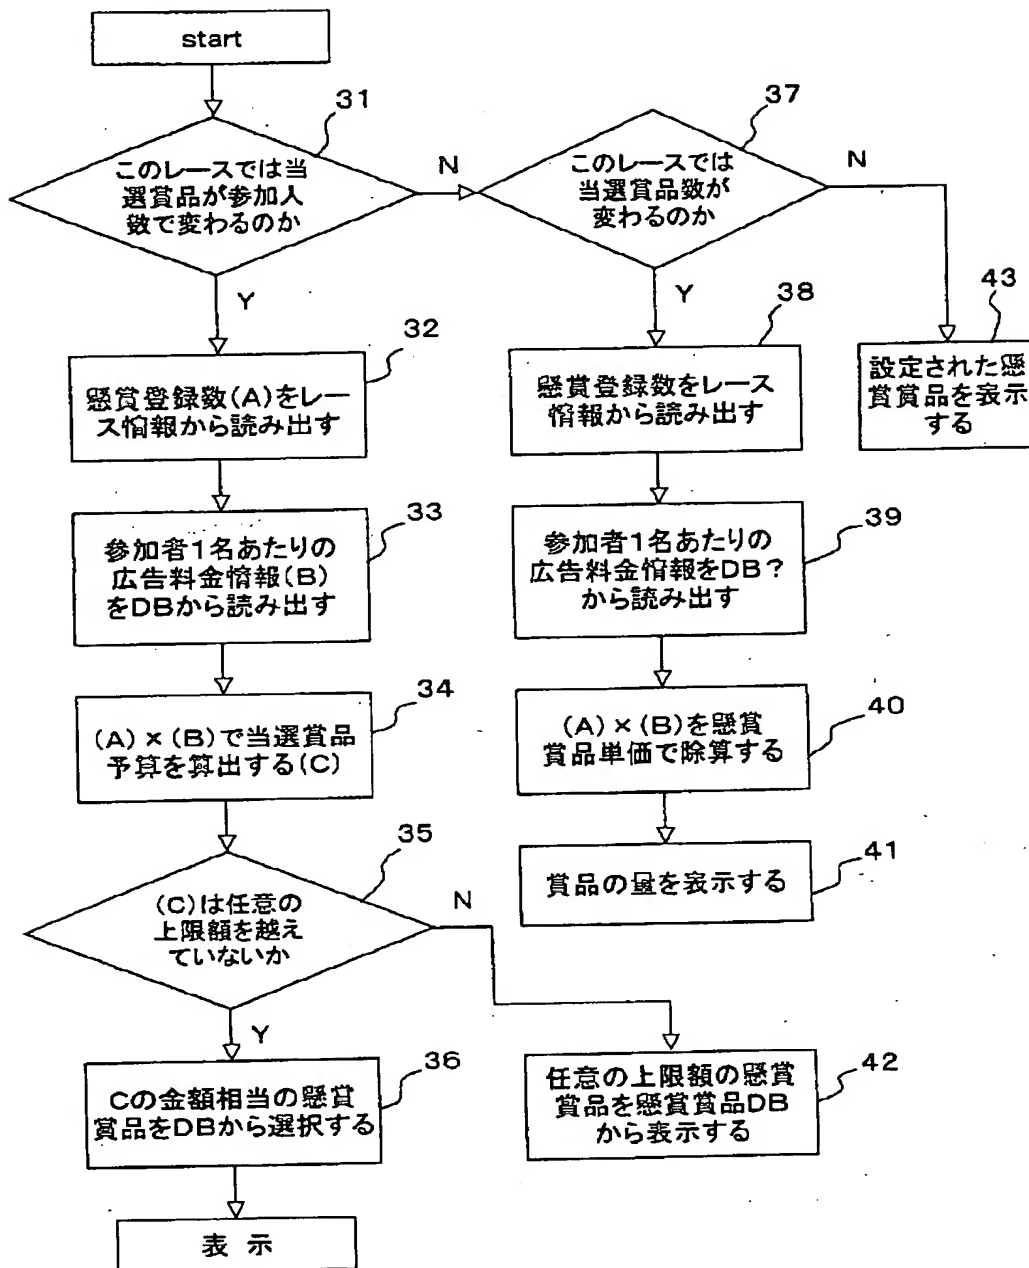 start
31
このレースでは当
選賞品が参加人
数で変わるのか
N
Y
37
このレースでは
当選賞品数が
変わるのか
N
Y
32
懸賞登録数(A)をレー
ス情報から読み出す
38
懸賞登録数をレース
情報から読み出す
43
設定された懸
賞賞品を表示
する
33
参加者1名あたりの
広告料金情報(B)
をDBから読み出す
39
参加者1名あたりの
広告料金情報をDB?
から読み出す
34
(A)×(B)で当選賞品
予算を算出する(C)
40
(A)×(B)を懸賞
賞品単価で除算する
35
(C)は任意の
上限額を越え
ていないか
N
Y
41
賞品の量を表示する
36
Cの金額相当の懸賞
賞品をDBから選択する
42
任意の上限額の懸賞
賞品を懸賞賞品DB
から表示する
表 示